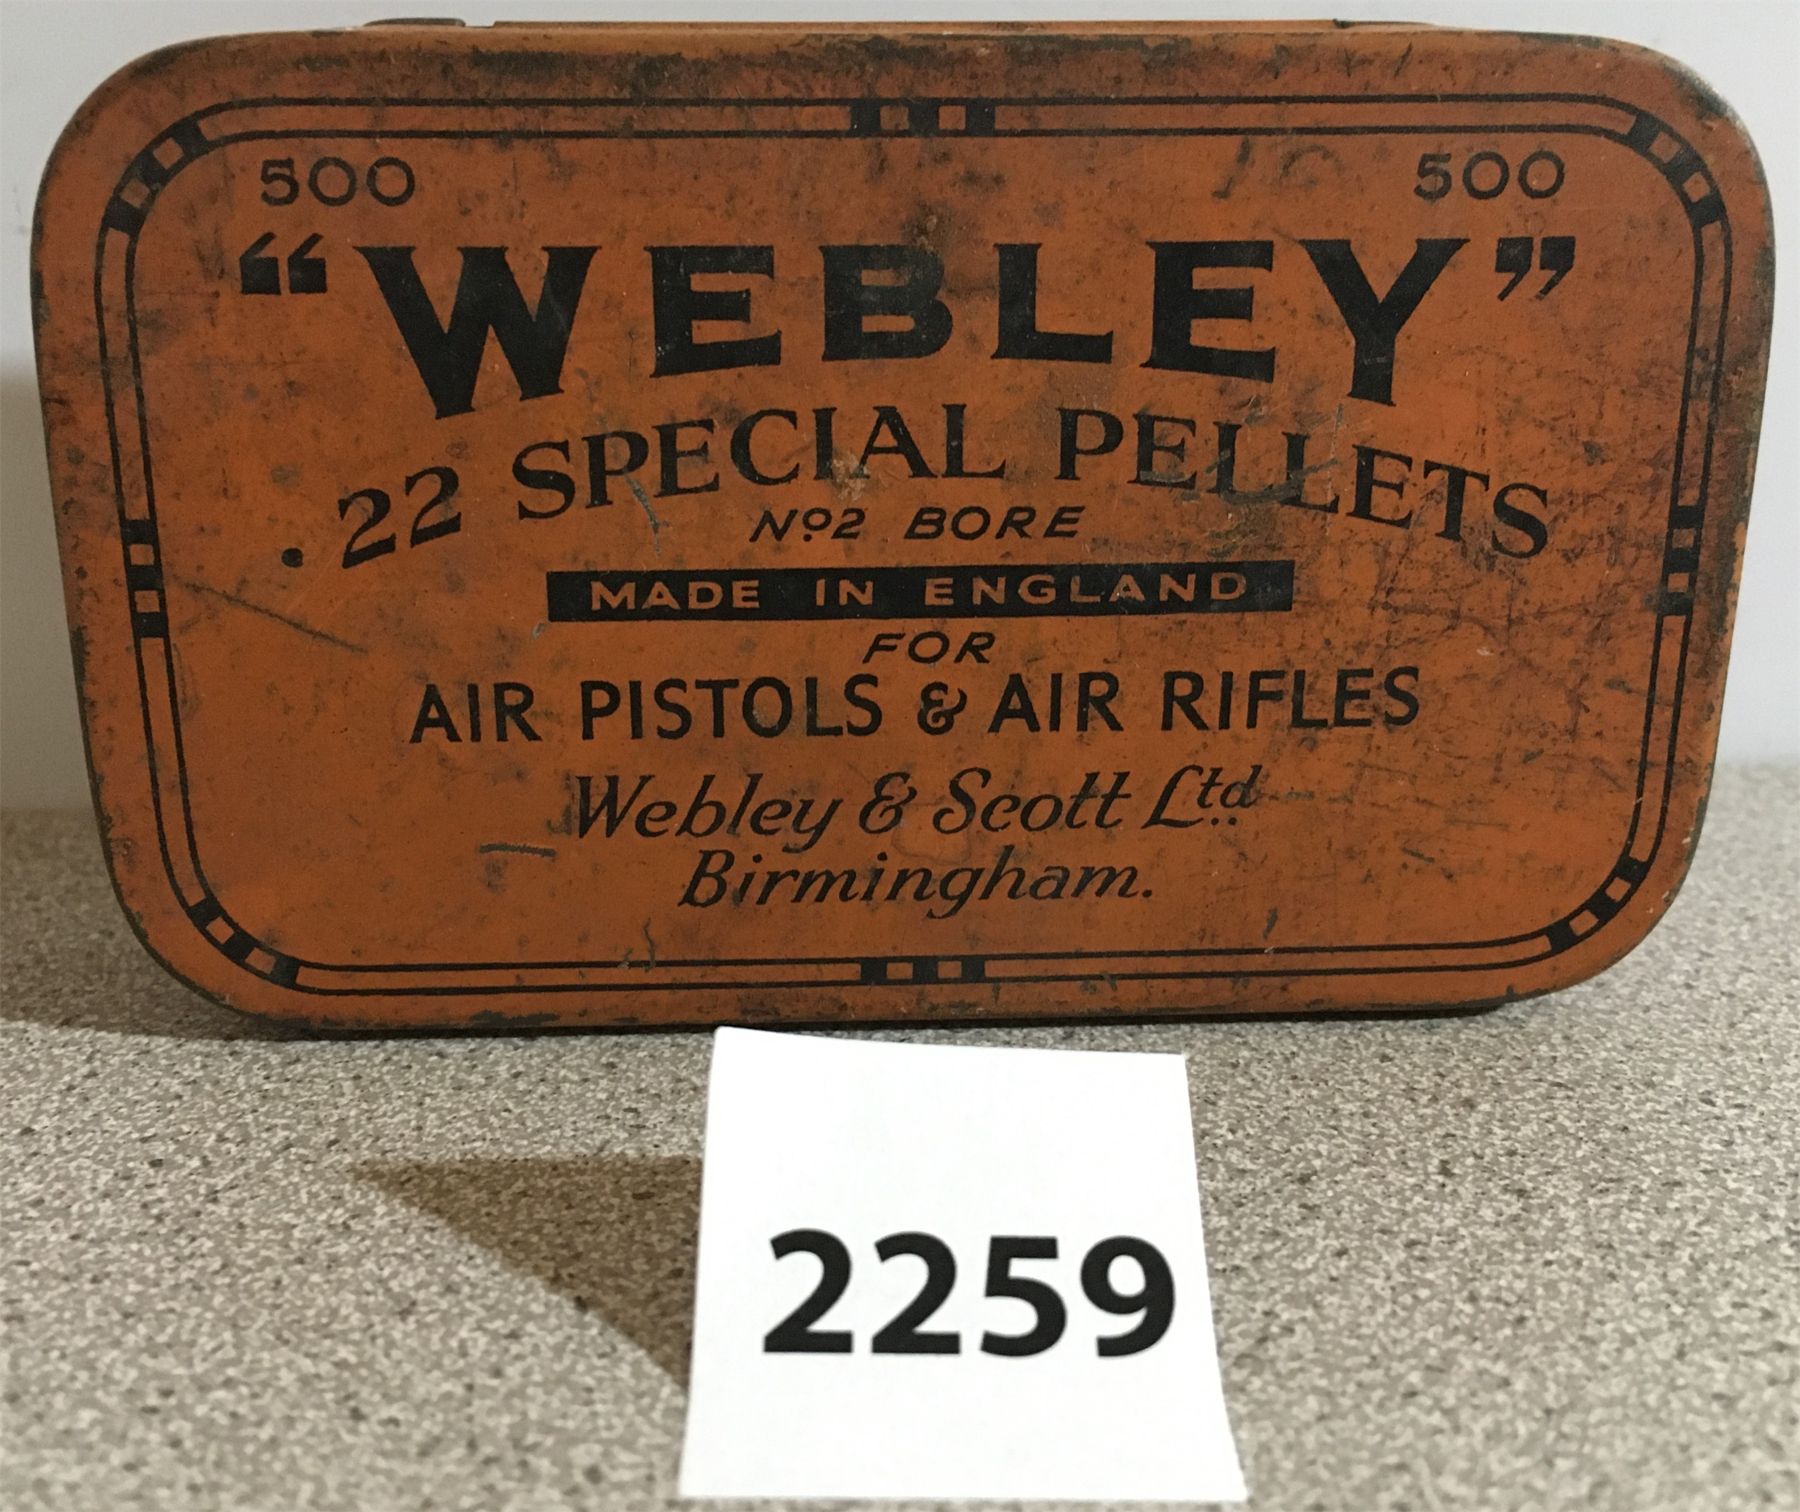 500 500
“WEBLEY”
.22 SPECIAL PELLETS
Nº2 BORE
MADE IN ENGLAND
FOR
AIR PISTOLS & AIR RIFLES
Webley & Scott Ltd
Birmingham.
2259